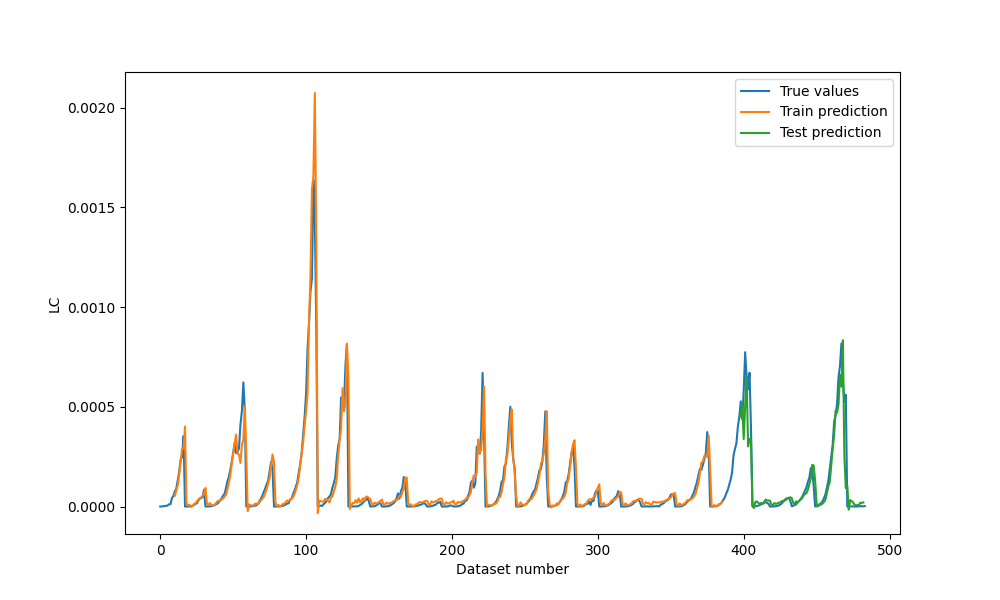 True values
Train prediction
Test prediction
0.0020
0.0015
0.0010
0.0005
0.0000
LC
0
100
200
300
400
500
Dataset number